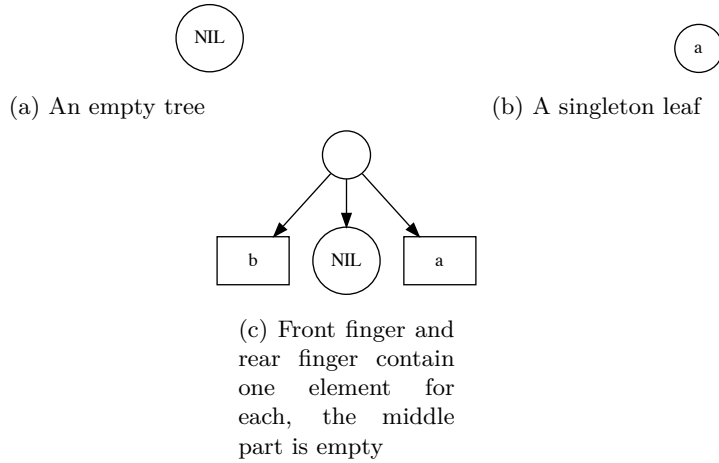 NIL
a
(a) An empty tree
(b) A singleton leaf
b
NIL
a
(c) Front finger and
rear finger contain
one element for
each, the middle
part is empty